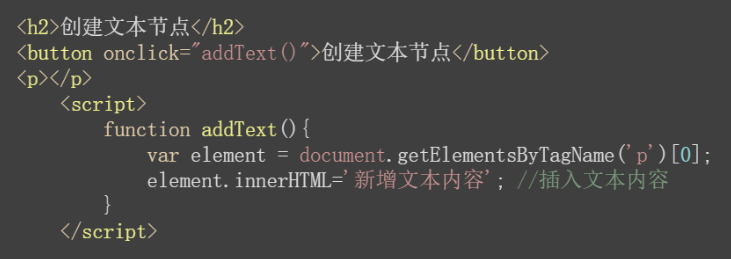 <h2>创建文本节点</h2>
<button onclick="addText()">创建文本节点</button>
<p></p>
<script>
function addText(){
var element = document.getElementsByTagName('p')[0];
element.innerHTML='新增文本内容'; //插入文本内容
}
</script>